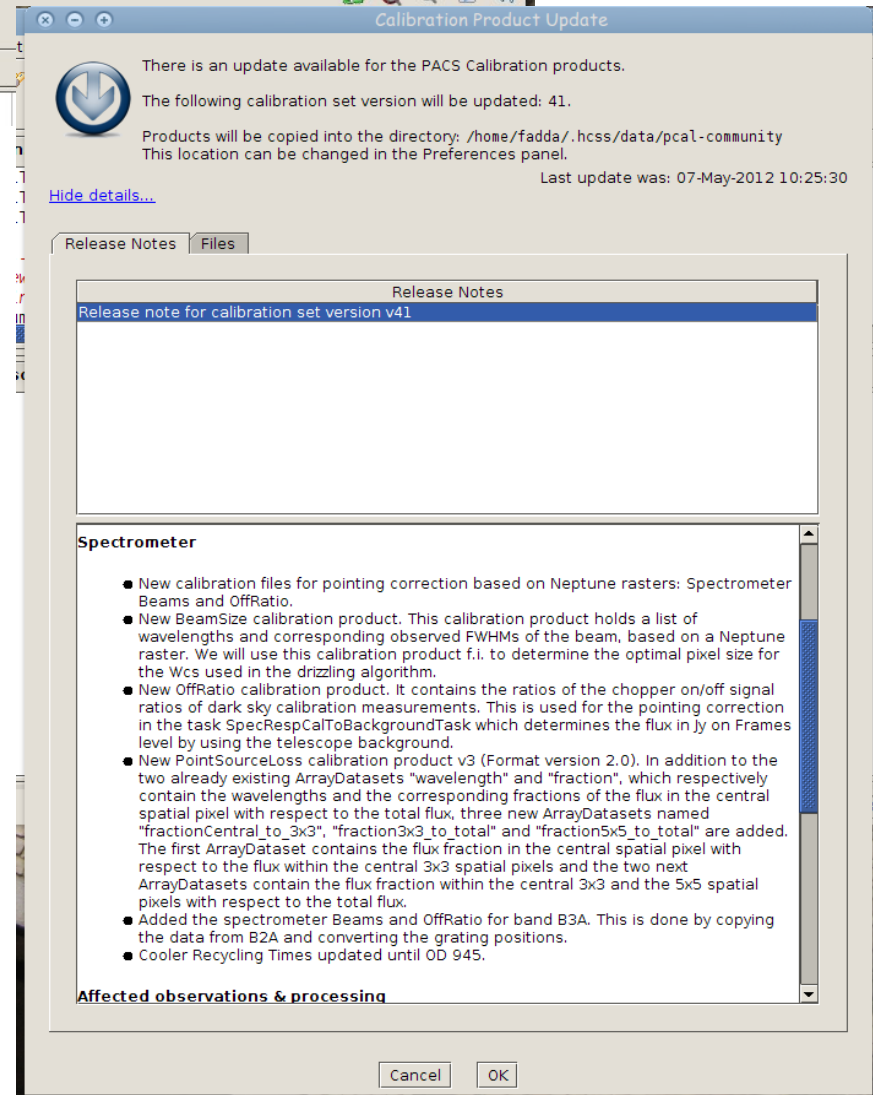 Calibration Product Update
There is an update available for the PACS Calibration products.
The following calibration set version will be updated: 41.
Products will be copied into the directory: /home/fadda/.hcss/data/pcal-community
This location can be changed in the Preferences panel.
Last update was: 07-May-2012 10:25:30
Hide details...
Release Notes Files
Release Notes
Release note for calibration set version v41
Spectrometer
New calibration files for pointing correction based on Neptune rasters: Spectrometer
Beams and OffRatio.
New BeamSize calibration product. This calibration product holds a list of
wavelengths and corresponding observed FWHMs of the beam, based on a Neptune
raster. We will use this calibration product f.i. to determine the optimal pixel size for
the Wcs used in the drizzling algorithm.
New OffRatio calibration product. It contains the ratios of the chopper on/off signal
ratios of dark sky calibration measurements. This is used for the pointing correction
in the task SpecRespCalToBackgroundTask which determines the flux in Jy on Frames
level by using the telescope background.
New PointSourceLoss calibration product v3 (Format version 2.0). In addition to the
two already existing ArrayDatasets "wavelength" and "fraction", which respectively
contain the wavelengths and the corresponding fractions of the flux in the central
spatial pixel with respect to the total flux, three new ArrayDatasets named
"fractionCentral_to_3x3", "fraction3x3_to_total" and "fraction5x5_to_total" are added.
The first ArrayDataset contains the flux fraction in the central spatial pixel with
respect to the flux within the central 3x3 spatial pixels and the two next
ArrayDatasets contain the flux fraction within the central 3x3 and the 5x5 spatial
pixels with respect to the total flux.
Added the spectrometer Beams and OffRatio for band B3A. This is done by copying
the data from B2A and converting the grating positions.
Cooler Recycling Times updated until OD 945.
Affected observations & processing
Cancel OK